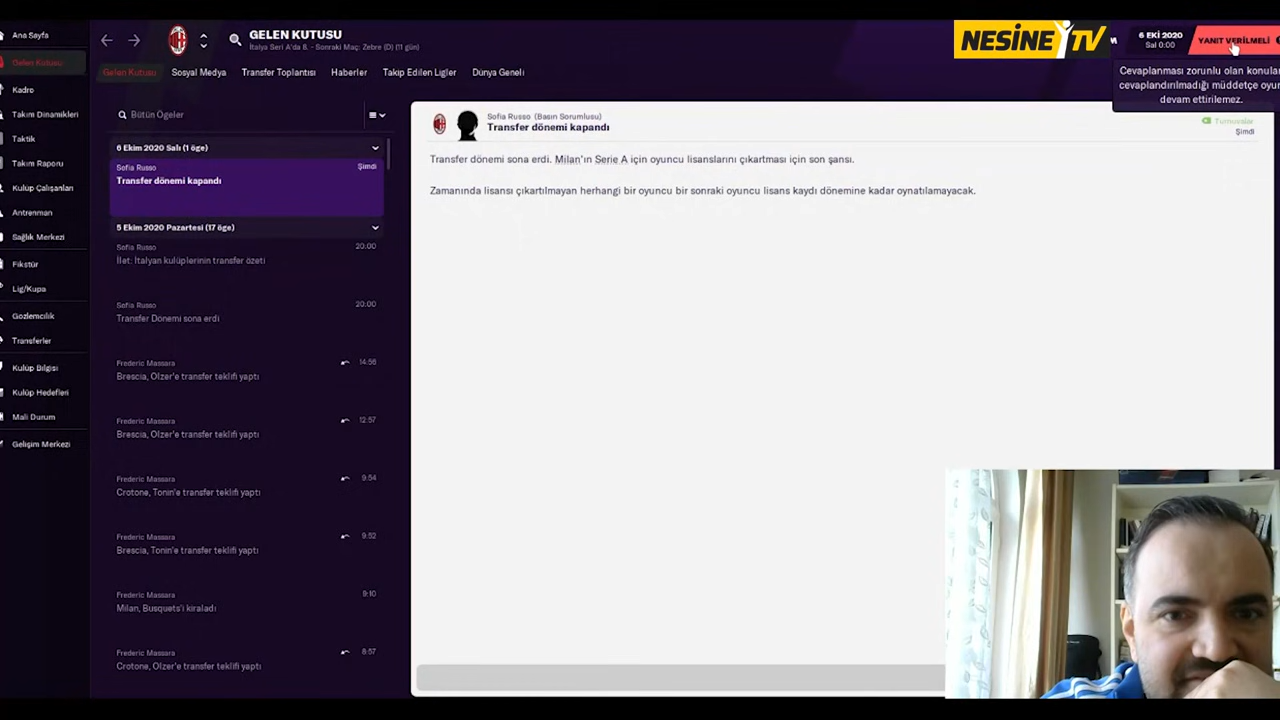 Ana Sayfa
Gelen Kutusu
Kadro
Takım Dinamikleri
Taktik
Takım Raporu
Kulüp Çalışanları
Antrenman
Sağlık Merkezi
Fikstür
Lig/Kupa
Gözlemcilik
Transferler
Kulüp Bilgisi
Kulüp Hedefleri
Mali Durum
Gelişim Merkezi
GELEN KUTUSU
İtalya Seri A'da 8. - Sonraki Maç: Zebre (D) (11 gün)
NESİNE TV
6 EKİ 2020
Sal 0:00
YANIT VERİLMELİ
Cevaplanması zorunlu olan konular
cevaplandırılmadığı müddetçe oyun
devam ettirilemez.
Gelen Kutusu
Sosyal Medya
Transfer Toplantısı
Haberler
Takip Edilen Ligler
Dünya Geneli
Bütün Ögeler
6 Ekim 2020 Salı (1 öge)
Sofia Russo Şimdi
Transfer dönemi kapandı
5 Ekim 2020 Pazartesi (17 öge)
Sofia Russo 20:00
İlet: İtalyan kulüplerinin transfer özeti
Sofia Russo 20:00
Transfer Dönemi sona erdi
Frederic Massara 14:56
Brescia, Olzer'e transfer teklifi yaptı
Frederic Massara 12:57
Brescia, Olzer'e transfer teklifi yaptı
Frederic Massara 9:54
Crotone, Tonin'e transfer teklifi yaptı
Frederic Massara 9:52
Brescia, Tonin'e transfer teklifi yaptı
Frederic Massara 9:10
Milan, Busquets'i kiraladı
Frederic Massara 8:57
Crotone, Olzer'e transfer teklifi yaptı
Sofia Russo (Basın Sorumlusu)
Transfer dönemi kapandı
Turnuvalar
Şimdi
Transfer dönemi sona erdi. Milan'ın Serie A için oyuncu lisanslarını çıkartması için son şansı.
Zamanında lisansı çıkartılmayan herhangi bir oyuncu bir sonraki oyuncu lisans kaydı dönemine kadar oynatılamayacak.